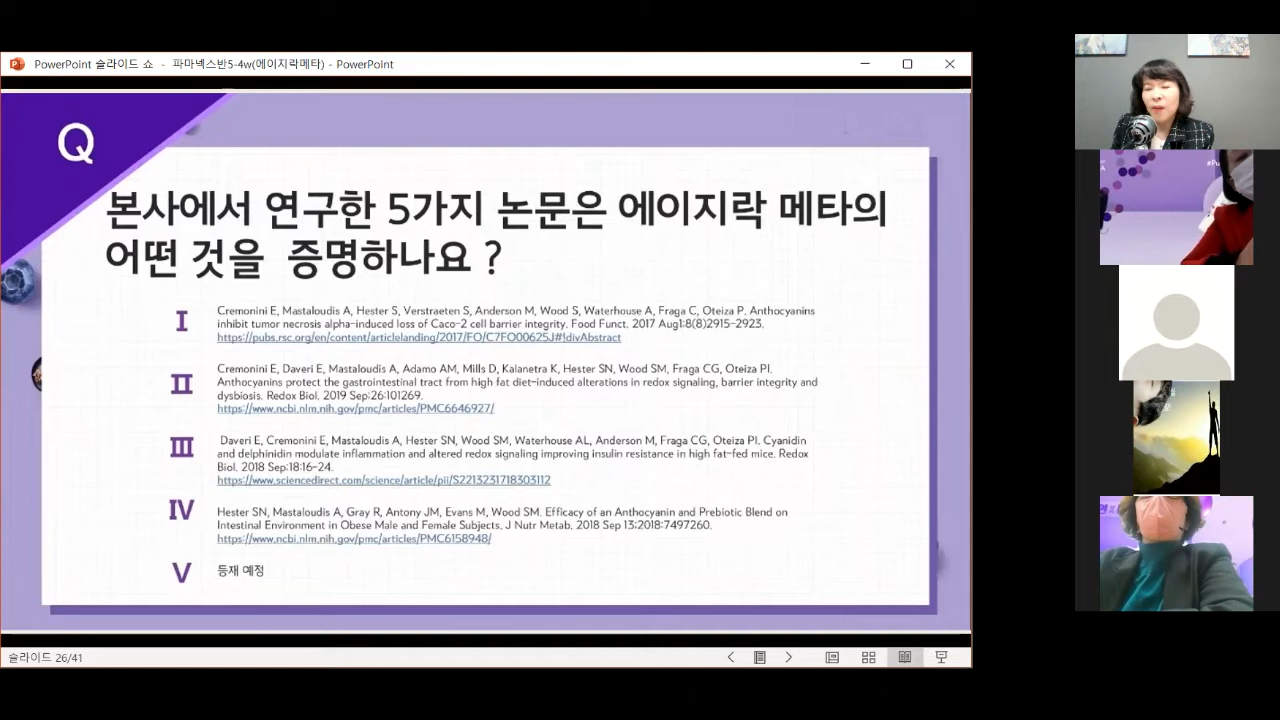 PowerPoint 슬라이드 쇼 - 파마넥스반5-4w(에이지락메타) - PowerPoint
Q
본사에서 연구한 5가지 논문은 에이지락 메타의
어떤 것을 증명하나요 ?
I
Cremonini E, Mastaloudis A, Hester S, Verstraeten S, Anderson M, Wood S, Waterhouse A, Fraga C, Oteiza P. Anthocyanins
inhibit tumor necrosis alpha-induced loss of Caco-2 cell barrier integrity. Food Funct. 2017 Aug1:8(8)2915-2923.
https://pubs.rsc.org/en/content/articlelanding/2017/FO/C7FO00625J#!divAbstract
II
Cremonini E, Daveri E, Mastaloudis A, Adamo AM, Mills D, Kalanetra K, Hester SN, Wood SM, Fraga CG, Oteiza PI.
Anthocyanins protect the gastrointestinal tract from high fat diet-induced alterations in redox signaling, barrier integrity and
dysbiosis. Redox Biol. 2019 Sep:26:101269.
https://www.ncbi.nlm.nih.gov/pmc/articles/PMC6646927/
III
Daveri E, Cremonini E, Mastaloudis A, Hester SN, Wood SM, Waterhouse AL, Anderson M, Fraga CG, Oteiza PI. Cyanidin
and delphinidin modulate inflammation and altered redox signaling improving insulin resistance in high fat-fed mice. Redox
Biol. 2018 Sep:18:16-24.
https://www.sciencedirect.com/science/article/pii/S2213231718303112
IV
Hester SN, Mastaloudis A, Gray R, Antony JM, Evans M, Wood SM. Efficacy of an Anthocyanin and Prebiotic Blend on
Intestinal Environment in Obese Male and Female Subjects. J Nutr Metab. 2018 Sep 13:2018:7497260.
https://www.ncbi.nlm.nih.gov/pmc/articles/PMC6158948/
V
등재 예정
슬라이드 26/41